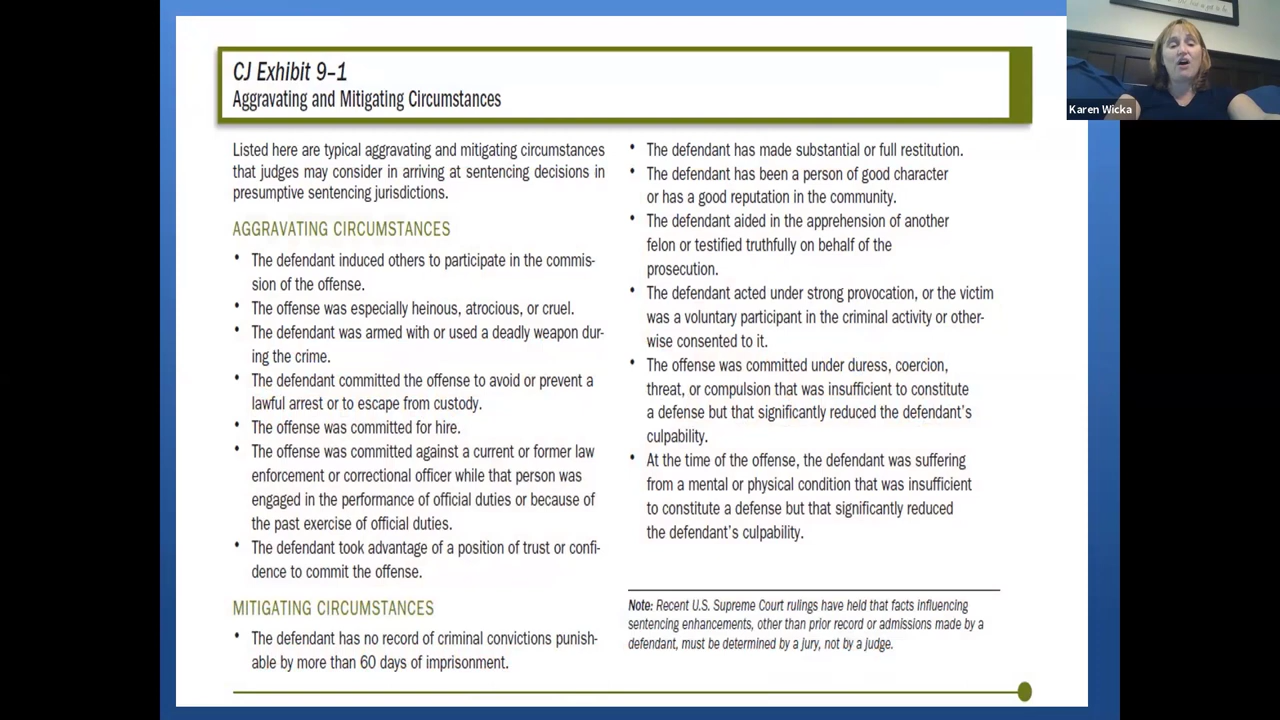 CJ Exhibit 9–1
Aggravating and Mitigating Circumstances
Listed here are typical aggravating and mitigating circumstances
that judges may consider in arriving at sentencing decisions in
presumptive sentencing jurisdictions.
AGGRAVATING CIRCUMSTANCES
• The defendant induced others to participate in the commis-
sion of the offense.
• The offense was especially heinous, atrocious, or cruel.
• The defendant was armed with or used a deadly weapon dur-
ing the crime.
• The defendant committed the offense to avoid or prevent a
lawful arrest or to escape from custody.
• The offense was committed for hire.
• The offense was committed against a current or former law
enforcement or correctional officer while that person was
engaged in the performance of official duties or because of
the past exercise of official duties.
• The defendant took advantage of a position of trust or confi-
dence to commit the offense.
MITIGATING CIRCUMSTANCES
• The defendant has no record of criminal convictions punish-
able by more than 60 days of imprisonment.
• The defendant has made substantial or full restitution.
• The defendant has been a person of good character
or has a good reputation in the community.
• The defendant aided in the apprehension of another
felon or testified truthfully on behalf of the
prosecution.
• The defendant acted under strong provocation, or the victim
was a voluntary participant in the criminal activity or other-
wise consented to it.
• The offense was committed under duress, coercion,
threat, or compulsion that was insufficient to constitute
a defense but that significantly reduced the defendant's
culpability.
• At the time of the offense, the defendant was suffering
from a mental or physical condition that was insufficient
to constitute a defense but that significantly reduced
the defendant's culpability.
Note: Recent U.S. Supreme Court rulings have held that facts influencing
sentencing enhancements, other than prior record or admissions made by a
defendant, must be determined by a jury, not by a judge.
Karen Wicka